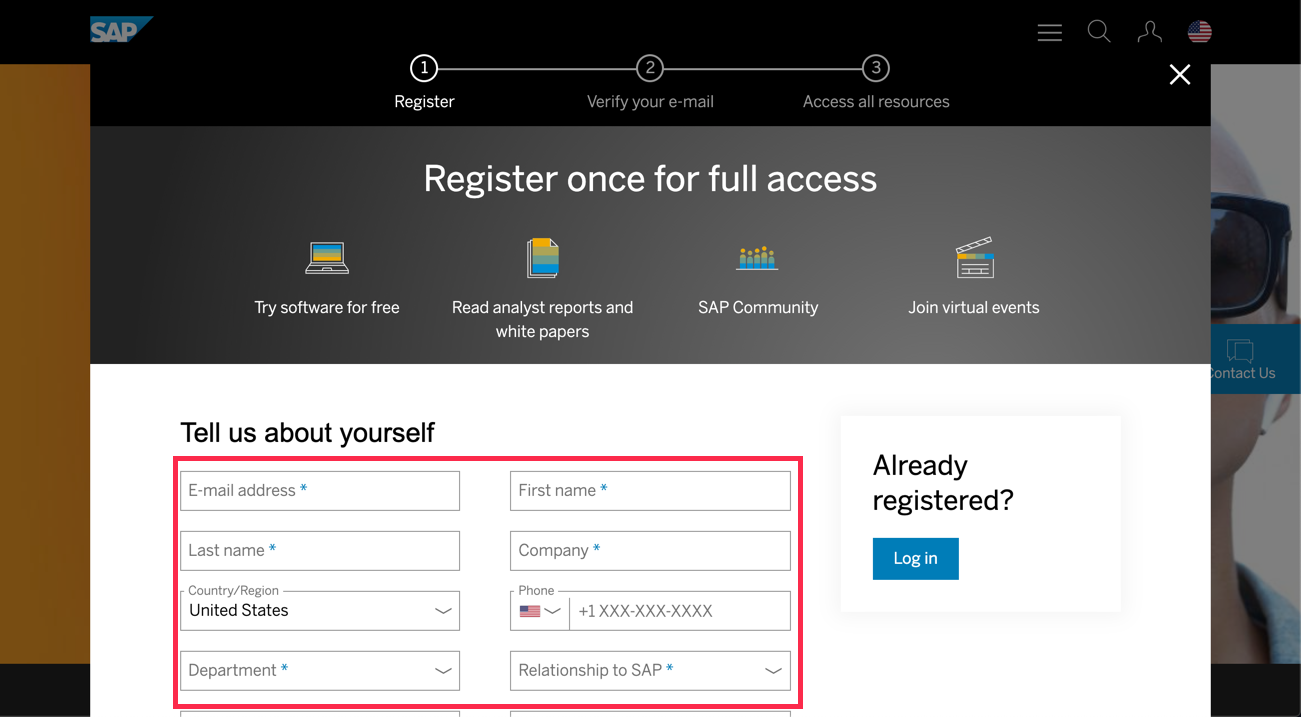 SAP
1
2
3
Register
Verify your e-mail
Access all resources
Register once for full access
Try software for free
Read analyst reports and
white papers
SAP Community
Join virtual events
Contact Us
Tell us about yourself
E-mail address *
First name *
Last name *
Company *
Country/Region
United States
Phone
+1 XXX-XXX-XXXX
Department *
Relationship to SAP *
Already
registered?
Log in